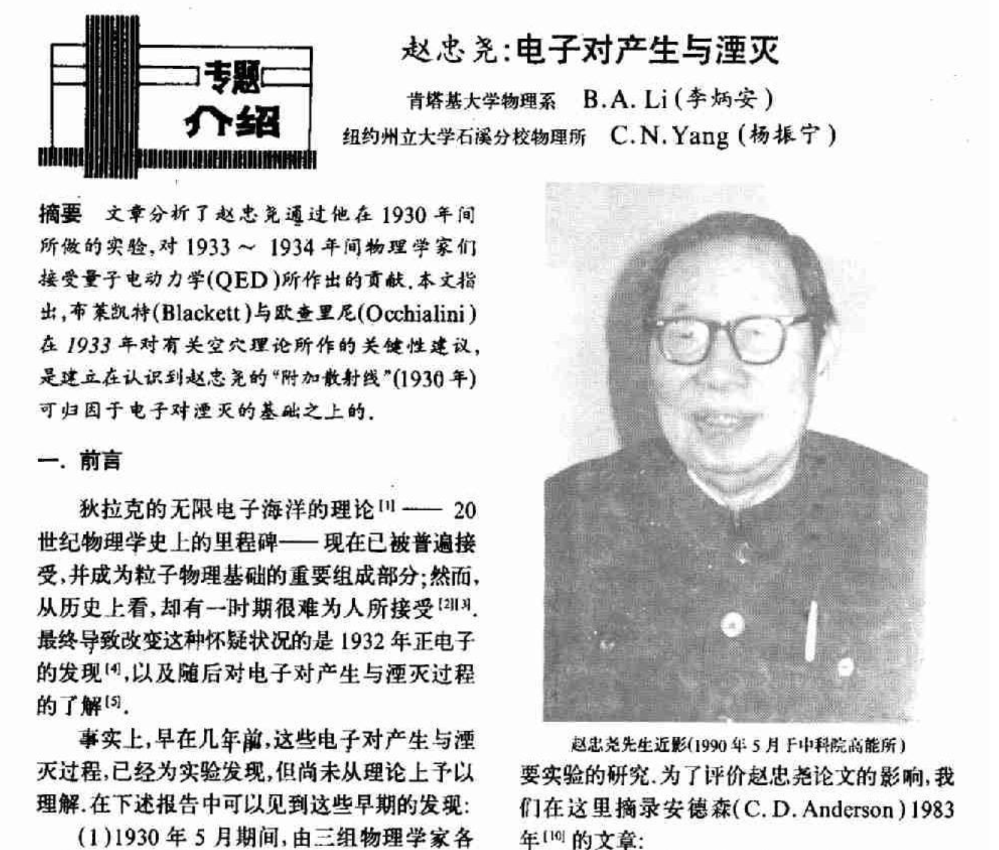 专题
介绍
赵忠尧:电子对产生与湮灭
肯塔基大学物理系 B.A. Li (李炳安)
纽约州立大学石溪分校物理所 C.N. Yang (杨振宁)
摘要 文章分析了赵忠尧通过他在 1930 年间
所做的实验,对 1933～ 1934 年间物理学家们
接受量子电动力学(QED)所作出的贡献.本文指
出,布莱凯特(Blackett)与欧查里尼(Occhialini)
在 1933 年对有关空穴理论所作的关健性建议,
是建立在认识到赵忠尧的“附加散射线”(1930 年)
可归因于电子对湮灭的基础之上的.
一. 前言
狄拉克的无限电子海洋的理论[1]—— 20
世纪物理学史上的里程碑——现在已被普遍接
受,并成为粒子物理基础的重要组成部分;然而,
从历史上看,却有一时期很难为人所接受[2][3].
最终导致改变这种怀疑状况的是 1932 年正电子
的发现[4],以及随后对电子对产生与湮灭过程
的了解[5].
事实上,早在几年前,这些电子对产生与湮
灭过程,已经为实验发现,但尚未从理论上予以
理解.在下述报告中可以见到这些早期的发现:
(1)1930 年 5 月期间,由三组物理学家各
赵忠尧先生近影(1990 年 5 月于中科院高能所)
要实验的研究.为了评价赵忠尧论文的影响,我
们在这里摘录安德森(C.D. Anderson)1983
年[10]的文章: